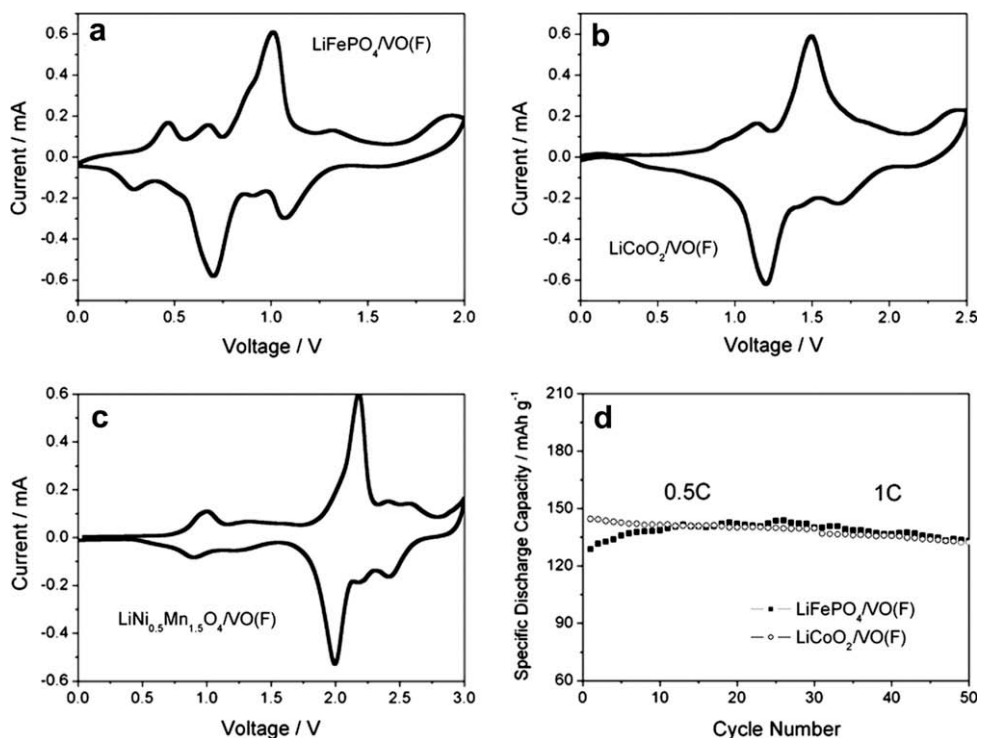 a
LiFePO4/VO(F)
0.6
0.4
0.2
0.0
-0.2
-0.4
-0.6
Current / mA
0.0 0.5 1.0 1.5 2.0
Voltage / V
b
LiCoO2/VO(F)
0.6
0.4
0.2
0.0
-0.2
-0.4
-0.6
Current / mA
0.0 0.5 1.0 1.5 2.0 2.5
Voltage / V
c
LiNi0.5Mn1.5O4/VO(F)
0.6
0.4
0.2
0.0
-0.2
-0.4
-0.6
Current / mA
0.0 0.5 1.0 1.5 2.0 2.5 3.0
Voltage / V
d
0.5C 1C
LiFePO4/VO(F)
LiCoO2/VO(F)
210
180
150
120
90
60
Specific Discharge Capacity / mAh g-1
0 10 20 30 40 50
Cycle Number